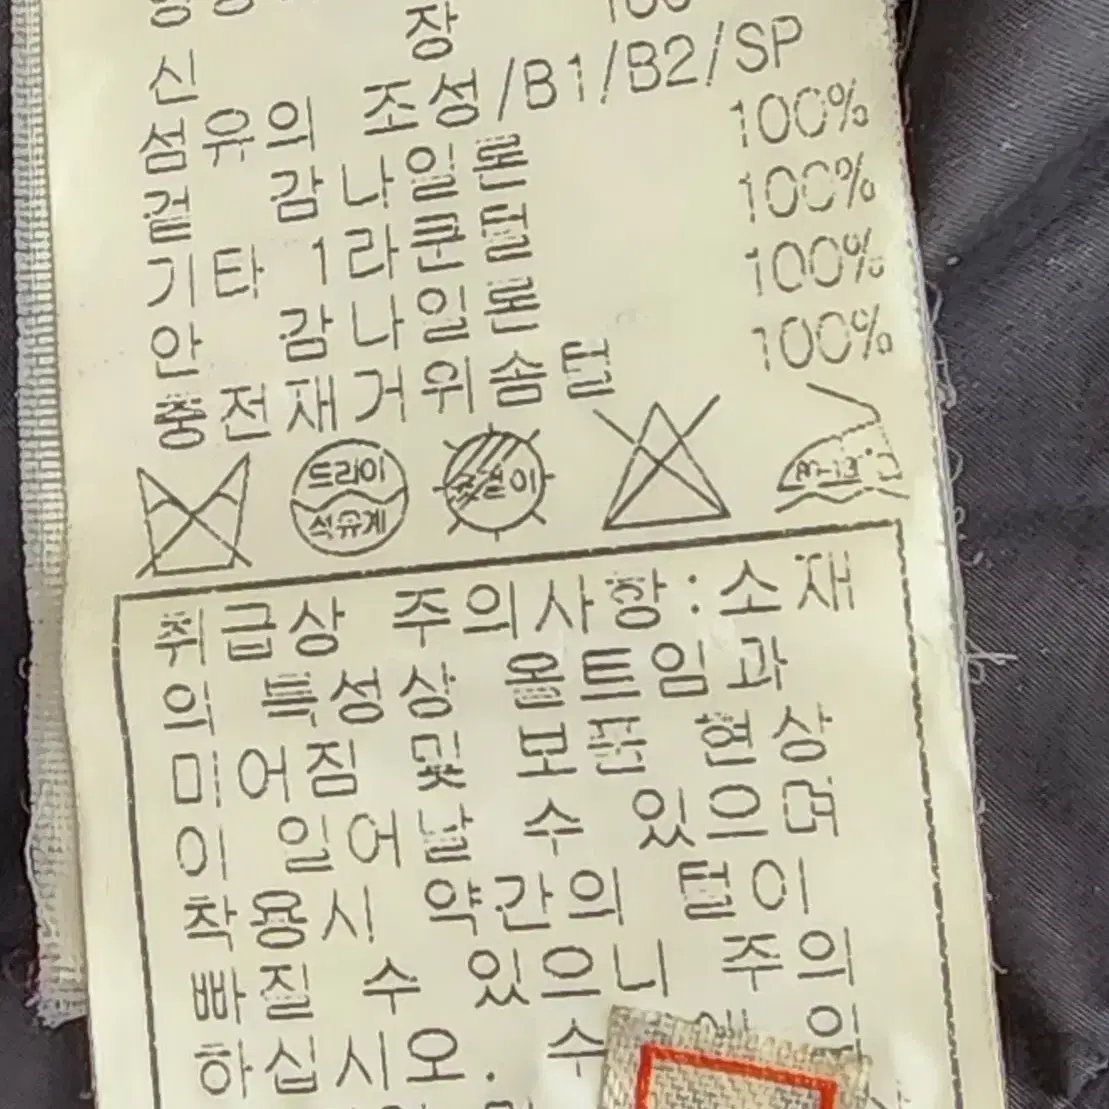 신 장
섬유의 조성/B1/B2/SP
겉 감 나일론 100%
기타 1 라쿤털 100%
안 감 나일론 100%
충전재 거위솜털 100%
드라이
석유계
옷걸이
취급상 주의사항:소재
의 특성상 올트임과
미어짐 및 보푼 현상
이 일어날 수 있으며
착용시 약간의 털이
빠질 수 있으니 주의
하십시오. 수